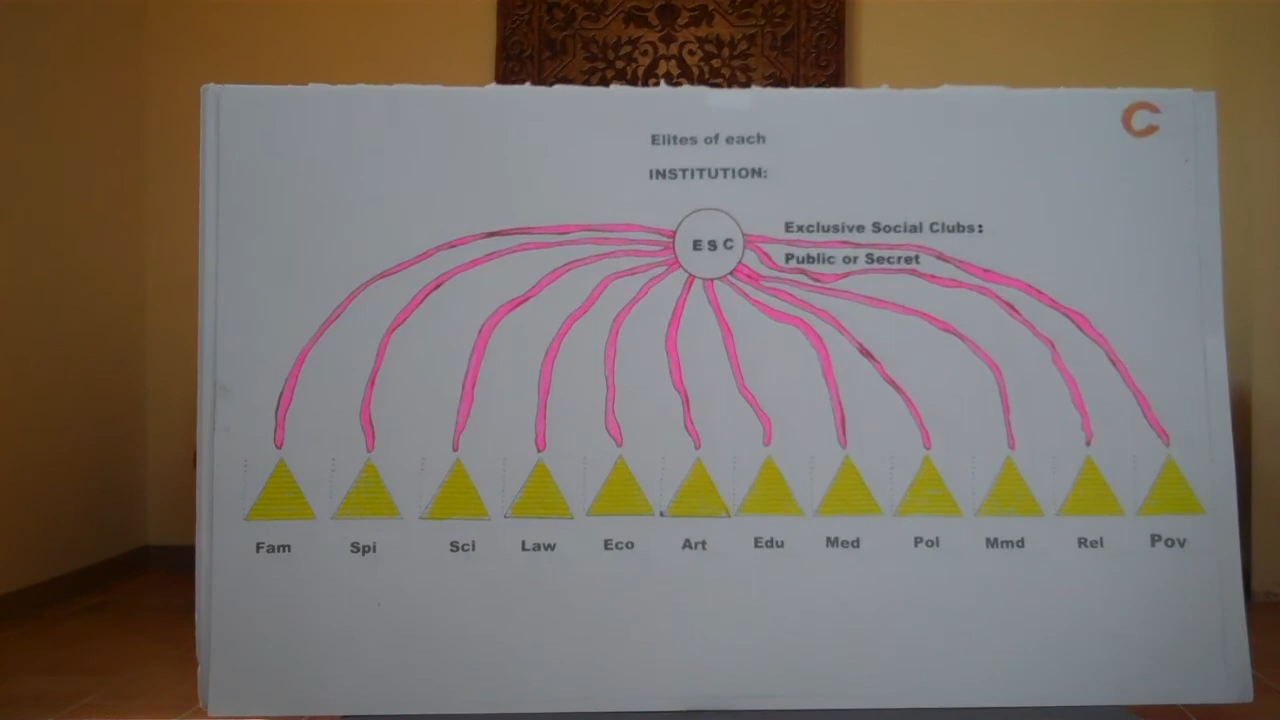 C
Elites of each
INSTITUTION:
Exclusive Social Clubs:
E S C
Public or Secret
Fam Spi Sci Law Eco Art Edu Med Pol Mmd Rel Pov